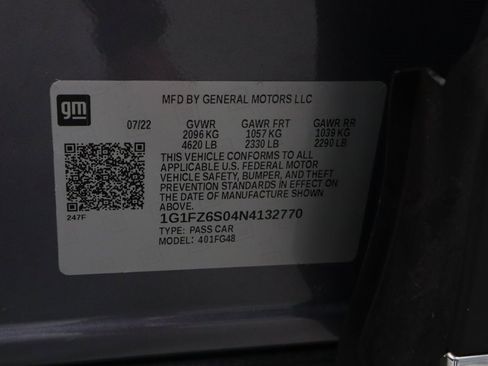 gm
MFD BY GENERAL MOTORS LLC
07/22 GVWR GAWR FRT GAWR RR
2096 KG 1057 KG 1039 KG
4620 LB 2330 LB 2290 LB
THIS VEHICLE CONFORMS TO ALL
APPLICABLE U.S. FEDERAL MOTOR
VEHICLE SAFETY, BUMPER, AND THEFT
PREVENTION STANDARDS IN EFFECT ON
THE DATE OF MANUFACTURE SHOWN
ABOVE.
247F
1G1FZ6S04N4132770
TYPE: PASS CAR
MODEL: 401FG48